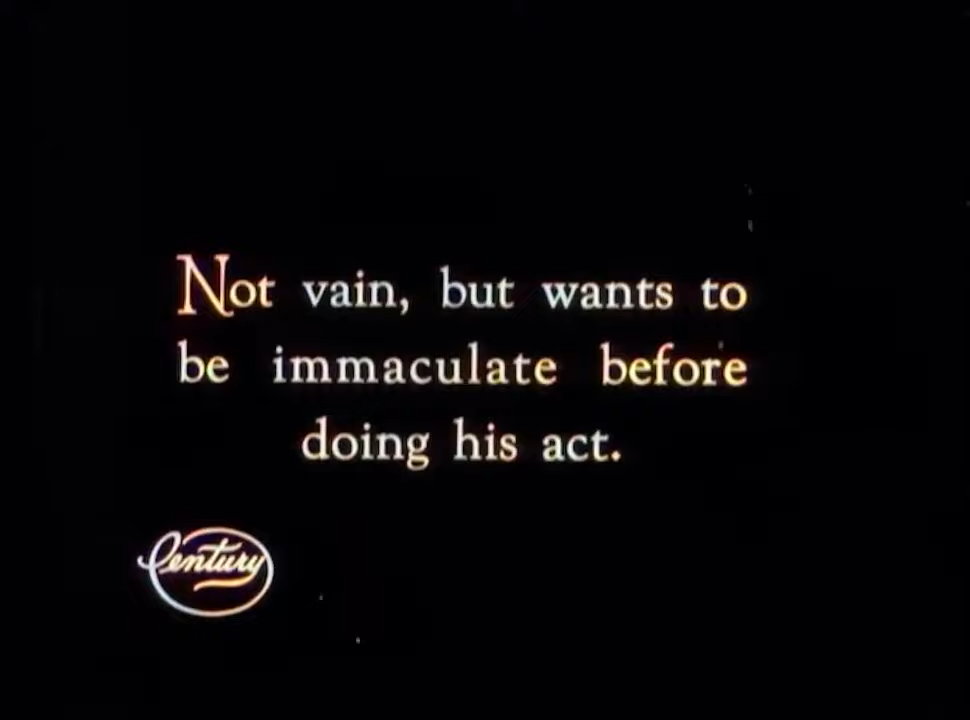 Not vain, but wants to
be immaculate before
doing his act.
Century